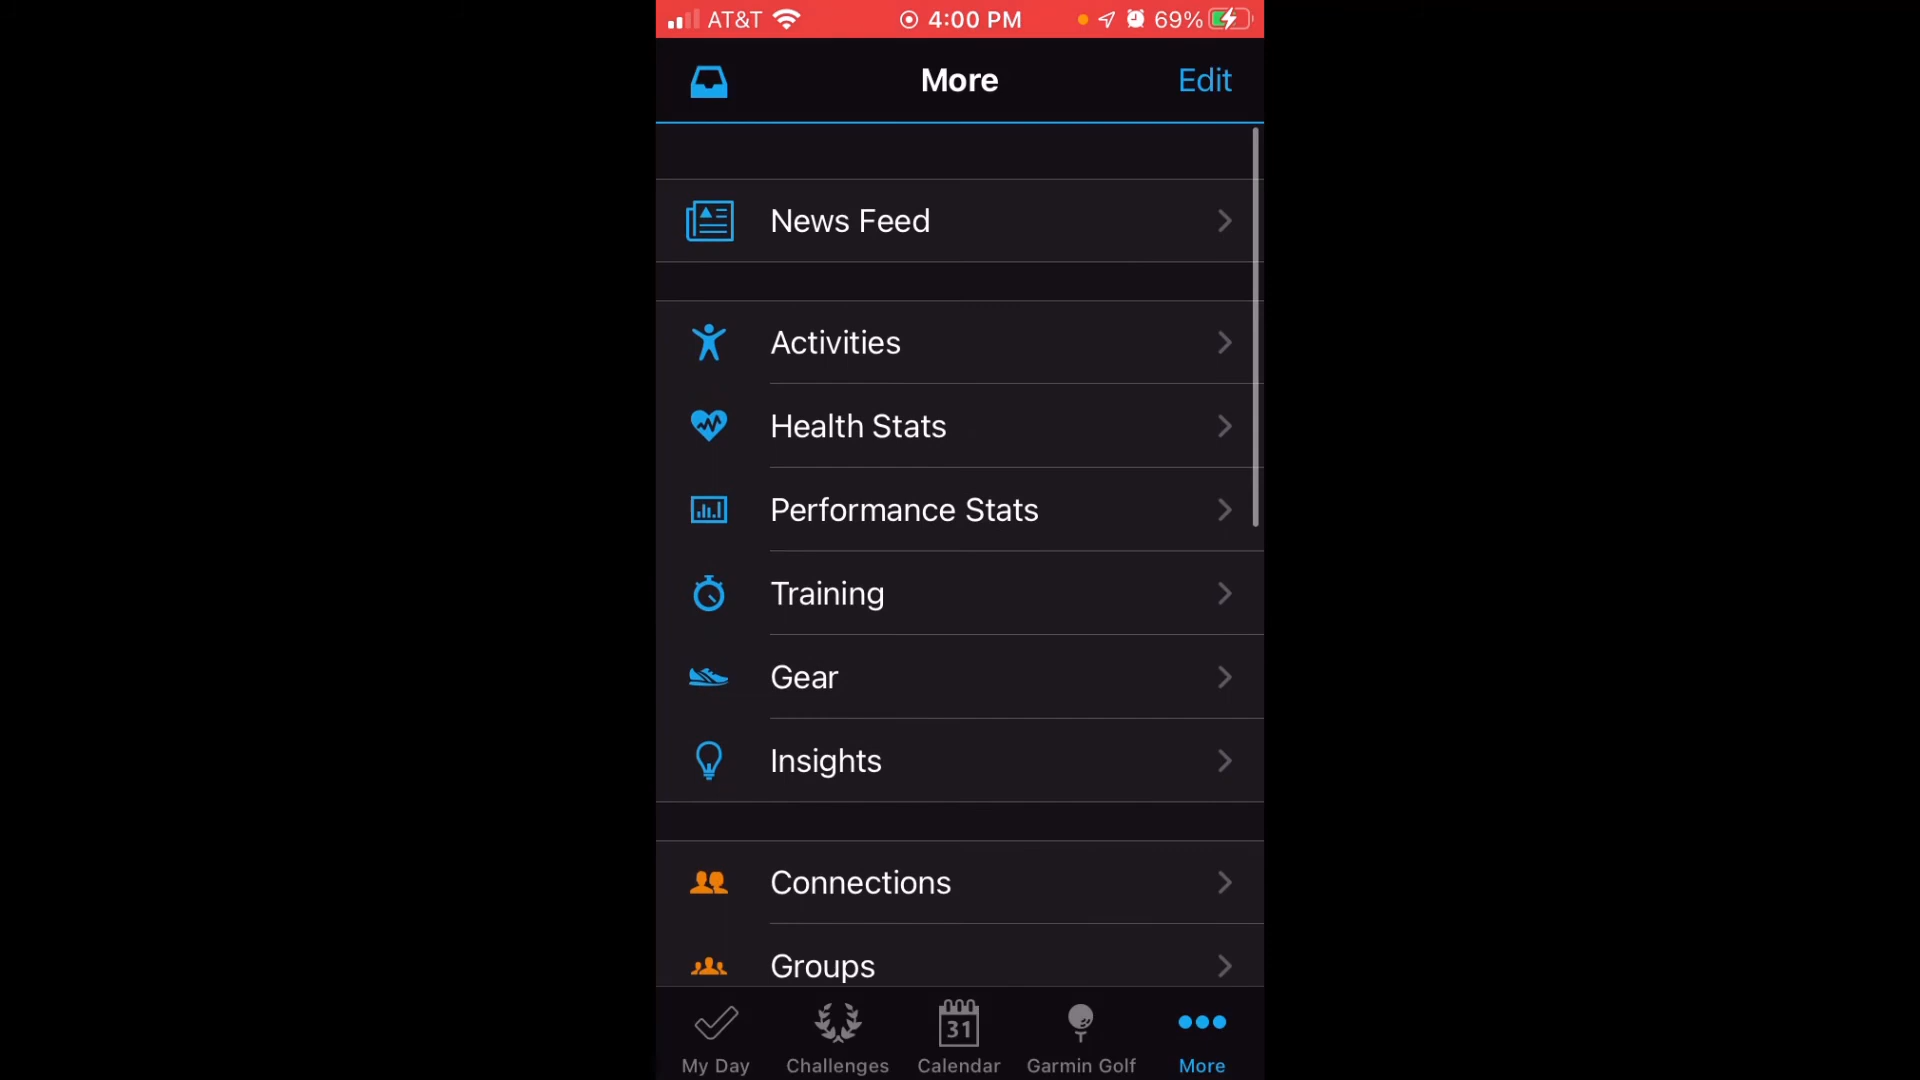 AT&T 4:00 PM 69%
More Edit
News Feed
Activities
Health Stats
Performance Stats
Training
Gear
Insights
Connections
Groups
31
My Day Challenges Calendar Garmin Golf More